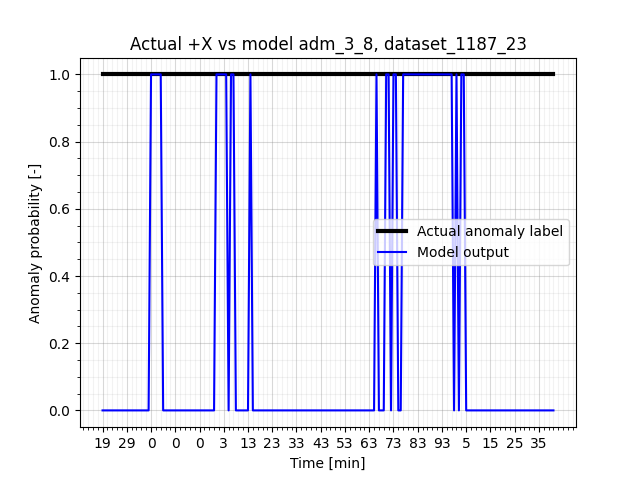 Actual +X vs model adm_3_8, dataset_1187_23
Anomaly probability [-]
1.0
0.8
0.6
0.4
0.2
0.0
Actual anomaly label
Model output
19 29 0 0 0 3 13 23 33 43 53 63 73 83 93 5 15 25 35
Time [min]